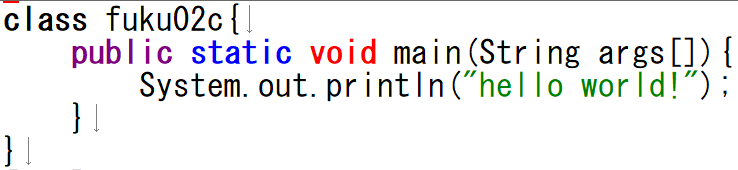 class fuku02c{↓
    public static void main(String args[]){
        System.out.println("hello world!");
    }↓
}↓